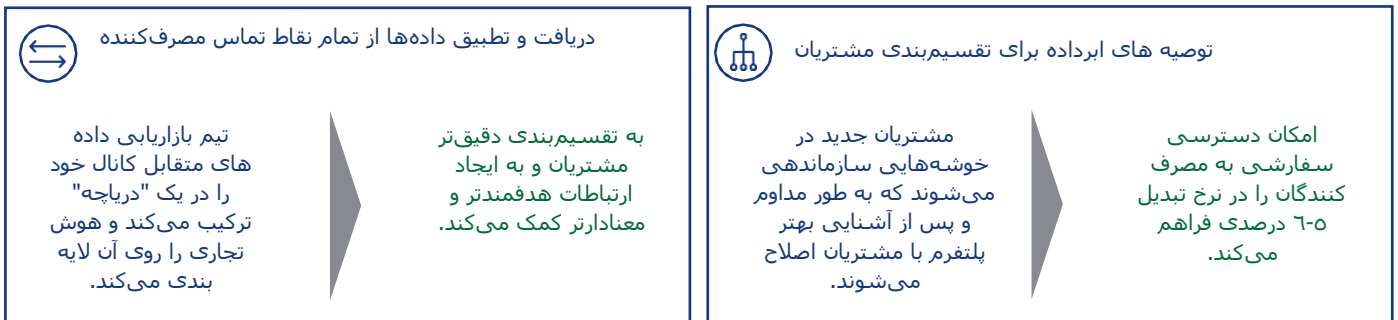 توصیه های ابرداده برای تقسیم‌بندی مشتریان
مشتریان جدید در
خوشه‌هایی سازماندهی
می‌شوند که به طور مداوم
و پس از آشنایی بهتر
پلتفرم با مشتریان اصلاح
می‌شوند.
امکان دسترسی
سفارشی به مصرف
کنندگان را در نرخ تبدیل
٥-٦ درصدی فراهم
می‌کند.
دریافت و تطبیق داده‌ها از تمام نقاط تماس مصرف‌کننده
تیم بازاریابی داده
های متقابل کانال خود
را در یک "دریاچه"
ترکیب می‌کند و هوش
تجاری را روی آن لایه
بندی می‌کند.
به تقسیم‌بندی دقیق‌تر
مشتریان و به ایجاد
ارتباطات هدفمندتر و
معنادارتر کمک می‌کند.